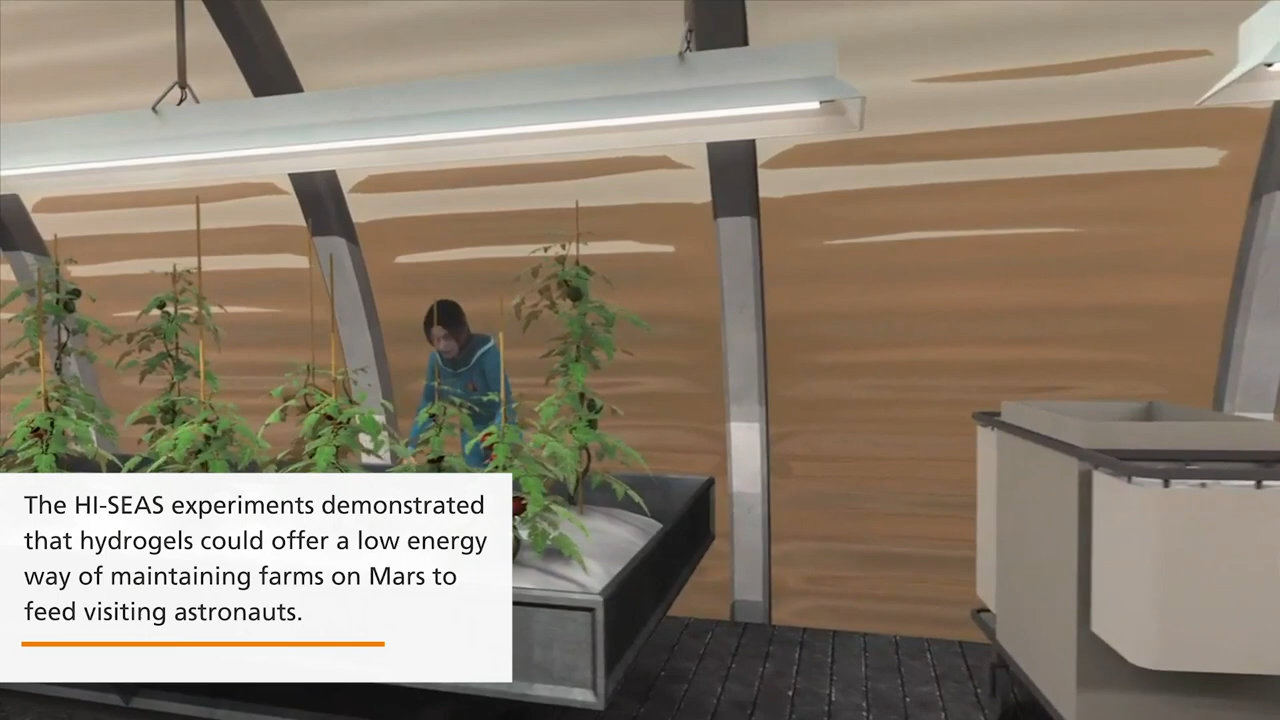 The HI-SEAS experiments demonstrated
that hydrogels could offer a low energy
way of maintaining farms on Mars to
feed visiting astronauts.